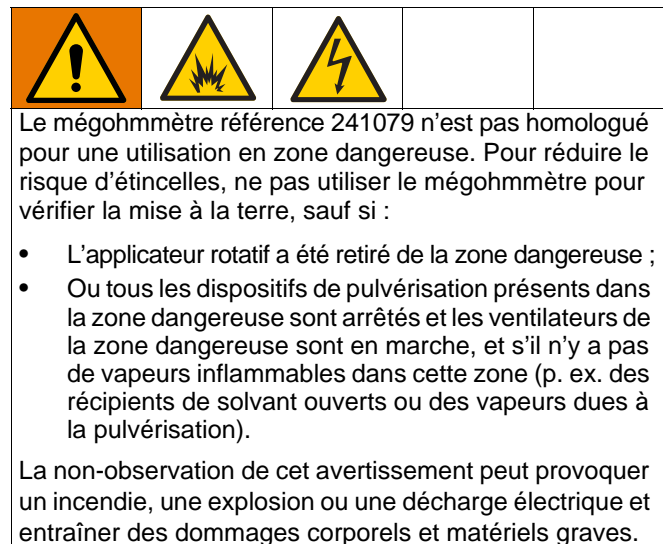 Le mégohmmètre référence 241079 n'est pas homologué
pour une utilisation en zone dangereuse. Pour réduire le
risque d'étincelles, ne pas utiliser le mégohmmètre pour
vérifier la mise à la terre, sauf si :
• L'applicateur rotatif a été retiré de la zone dangereuse ;
• Ou tous les dispositifs de pulvérisation présents dans
la zone dangereuse sont arrêtés et les ventilateurs de
la zone dangereuse sont en marche, et s'il n'y a pas
de vapeurs inflammables dans cette zone (p. ex. des
récipients de solvant ouverts ou des vapeurs dues à
la pulvérisation).
La non-observation de cet avertissement peut provoquer
un incendie, une explosion ou une décharge électrique et
entraîner des dommages corporels et matériels graves.